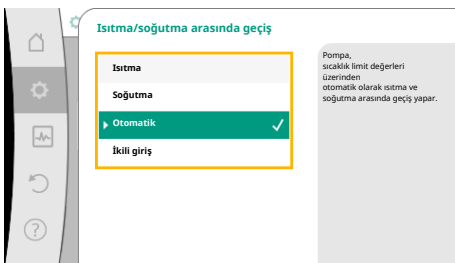 Isıtma/soğutma arasında geçiş
Isıtma
Soğutma
Otomatik
İkili giriş
Pompa,
sıcaklık limit değerleri
üzerinden
otomatik olarak ısıtma ve
soğutma arasında geçiş yapar.